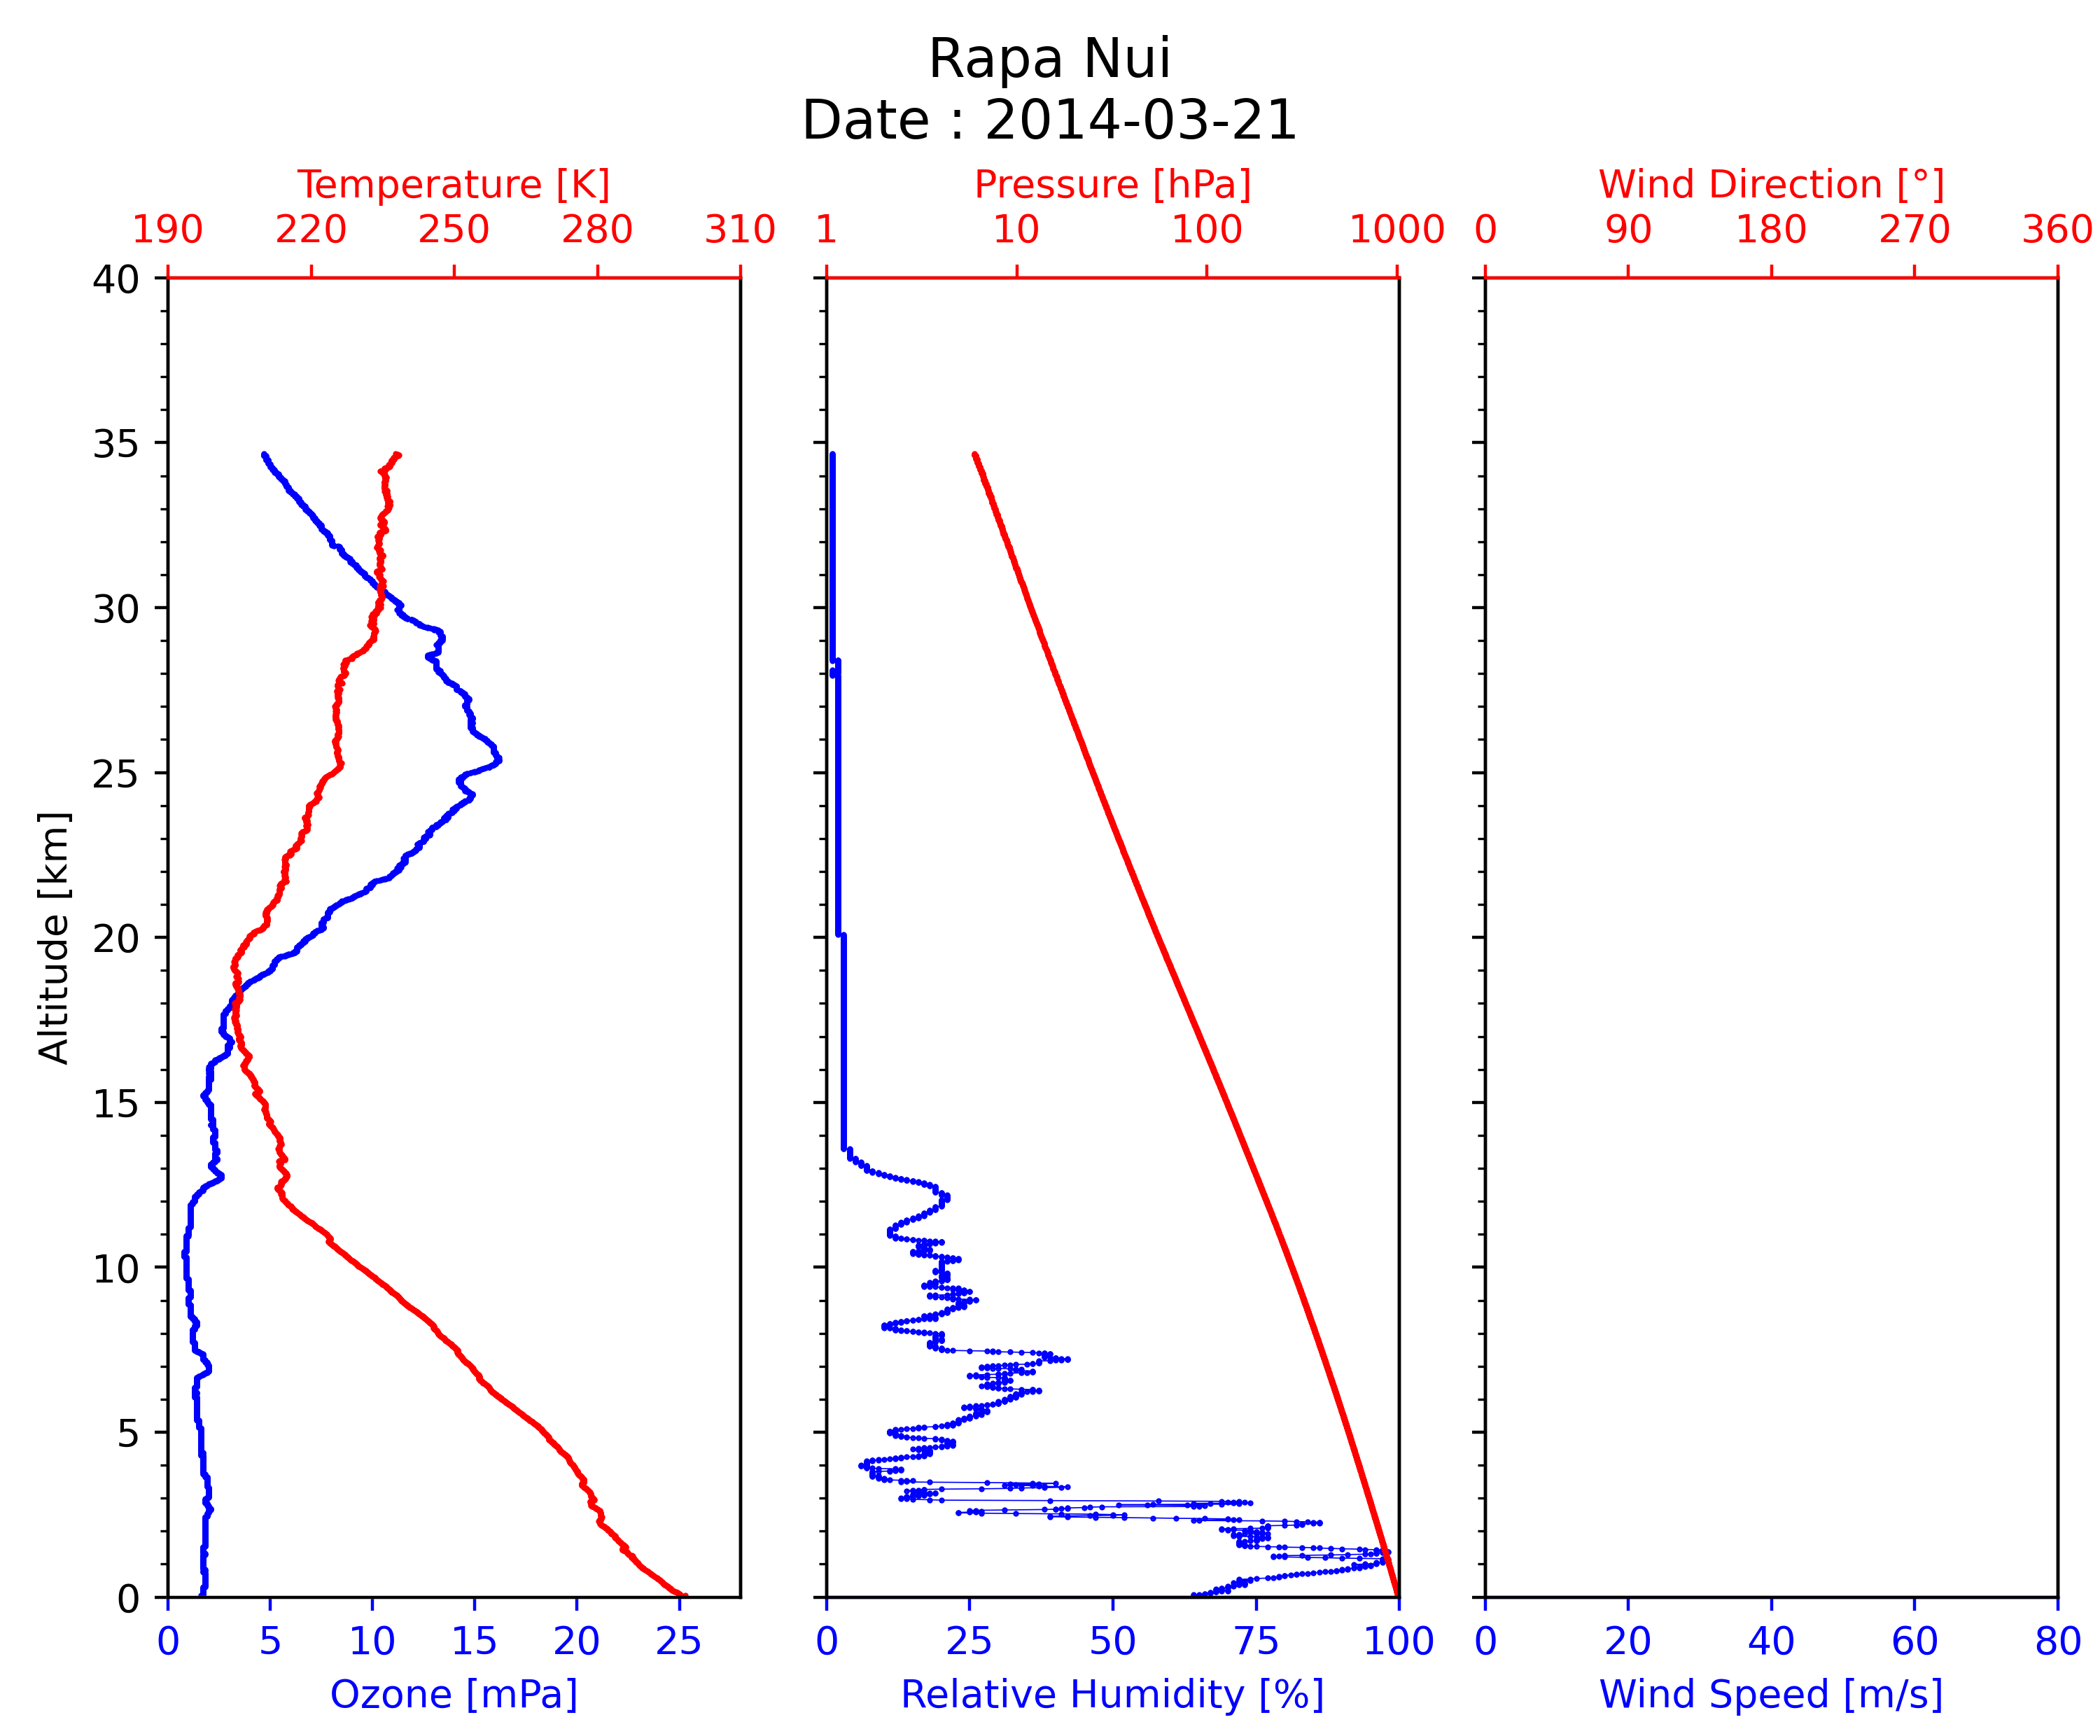 Rapa Nui
Date : 2014-03-21
Temperature [K] Pressure [hPa] Wind Direction [°]
190 220 250 280 310 1 10 100 1000 0 90 180 270 360
40
35
30
25
20
15
10
5
0
Altitude [km]
0 5 10 15 20 25 0 25 50 75 100 0 20 40 60 80
Ozone [mPa] Relative Humidity [%] Wind Speed [m/s]